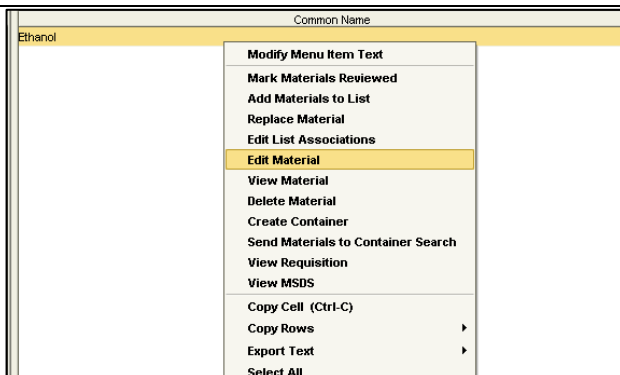 Common Name
Ethanol
Modify Menu Item Text
Mark Materials Reviewed
Add Materials to List
Replace Material
Edit List Associations
Edit Material
View Material
Delete Material
Create Container
Send Materials to Container Search
View Requisition
View MSDS
Copy Cell (Ctrl-C)
Copy Rows
Export Text
Select All